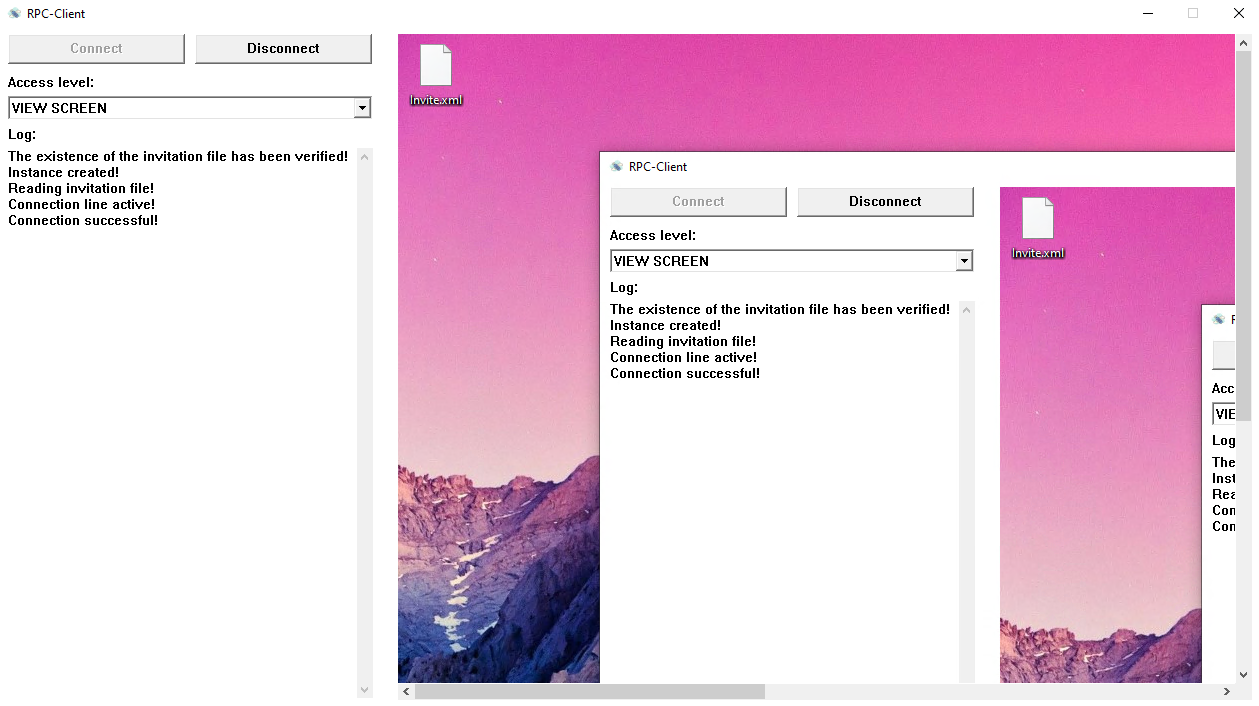 RPC-Client
Connect Disconnect
Access level:
VIEW SCREEN
Log:
The existence of the invitation file has been verified!
Instance created!
Reading invitation file!
Connection line active!
Connection successful!
Invite.xml
RPC-Client
Connect Disconnect
Access level:
VIEW SCREEN
Log:
The existence of the invitation file has been verified!
Instance created!
Reading invitation file!
Connection line active!
Connection successful!
Invite.xml
R
Acc
VIE
Log
The
Inst
Rea
Con
Con